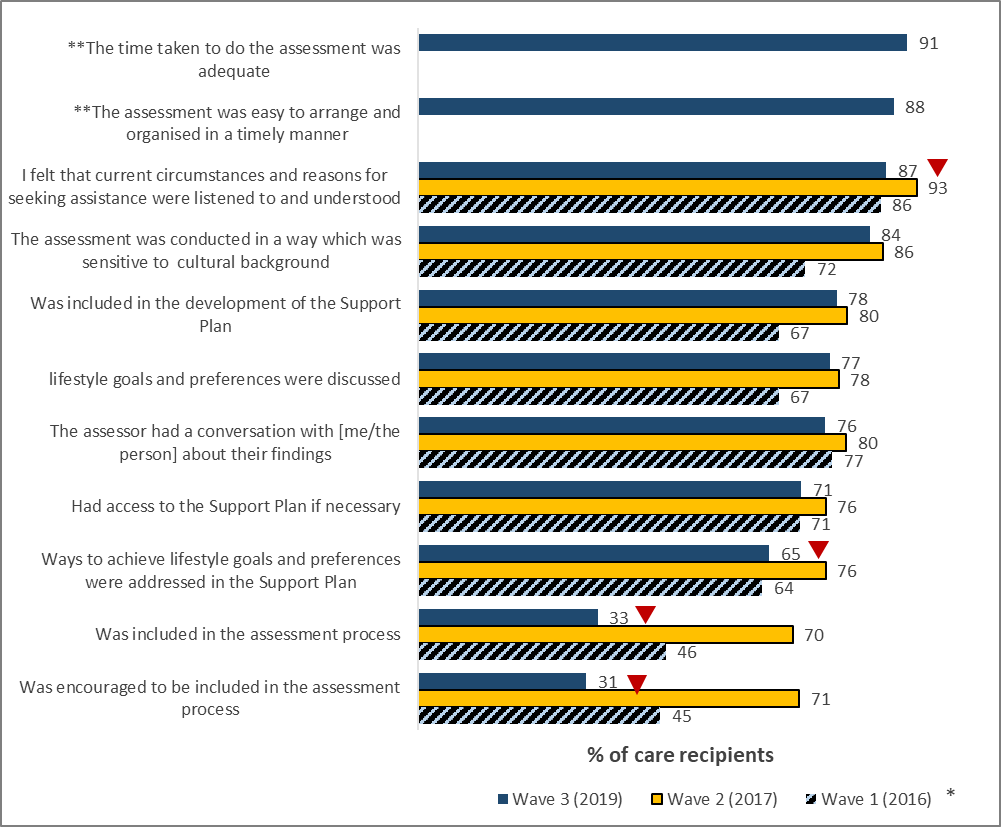 **The time taken to do the assessment was
adequate
91
**The assessment was easy to arrange and
organised in a timely manner
88
I felt that current circumstances and reasons for
seeking assistance were listened to and understood
87
93
86
The assessment was conducted in a way which was
sensitive to cultural background
84
86
72
Was included in the development of the Support
Plan
78
80
67
lifestyle goals and preferences were discussed
77
78
67
The assessor had a conversation with [me/the
person] about their findings
76
80
77
Had access to the Support Plan if necessary
71
76
71
Ways to achieve lifestyle goals and preferences
were addressed in the Support Plan
65
76
64
Was included in the assessment process
33
70
46
Was encouraged to be included in the assessment
process
31
71
45
% of care recipients
Wave 3 (2019) Wave 2 (2017) Wave 1 (2016) *